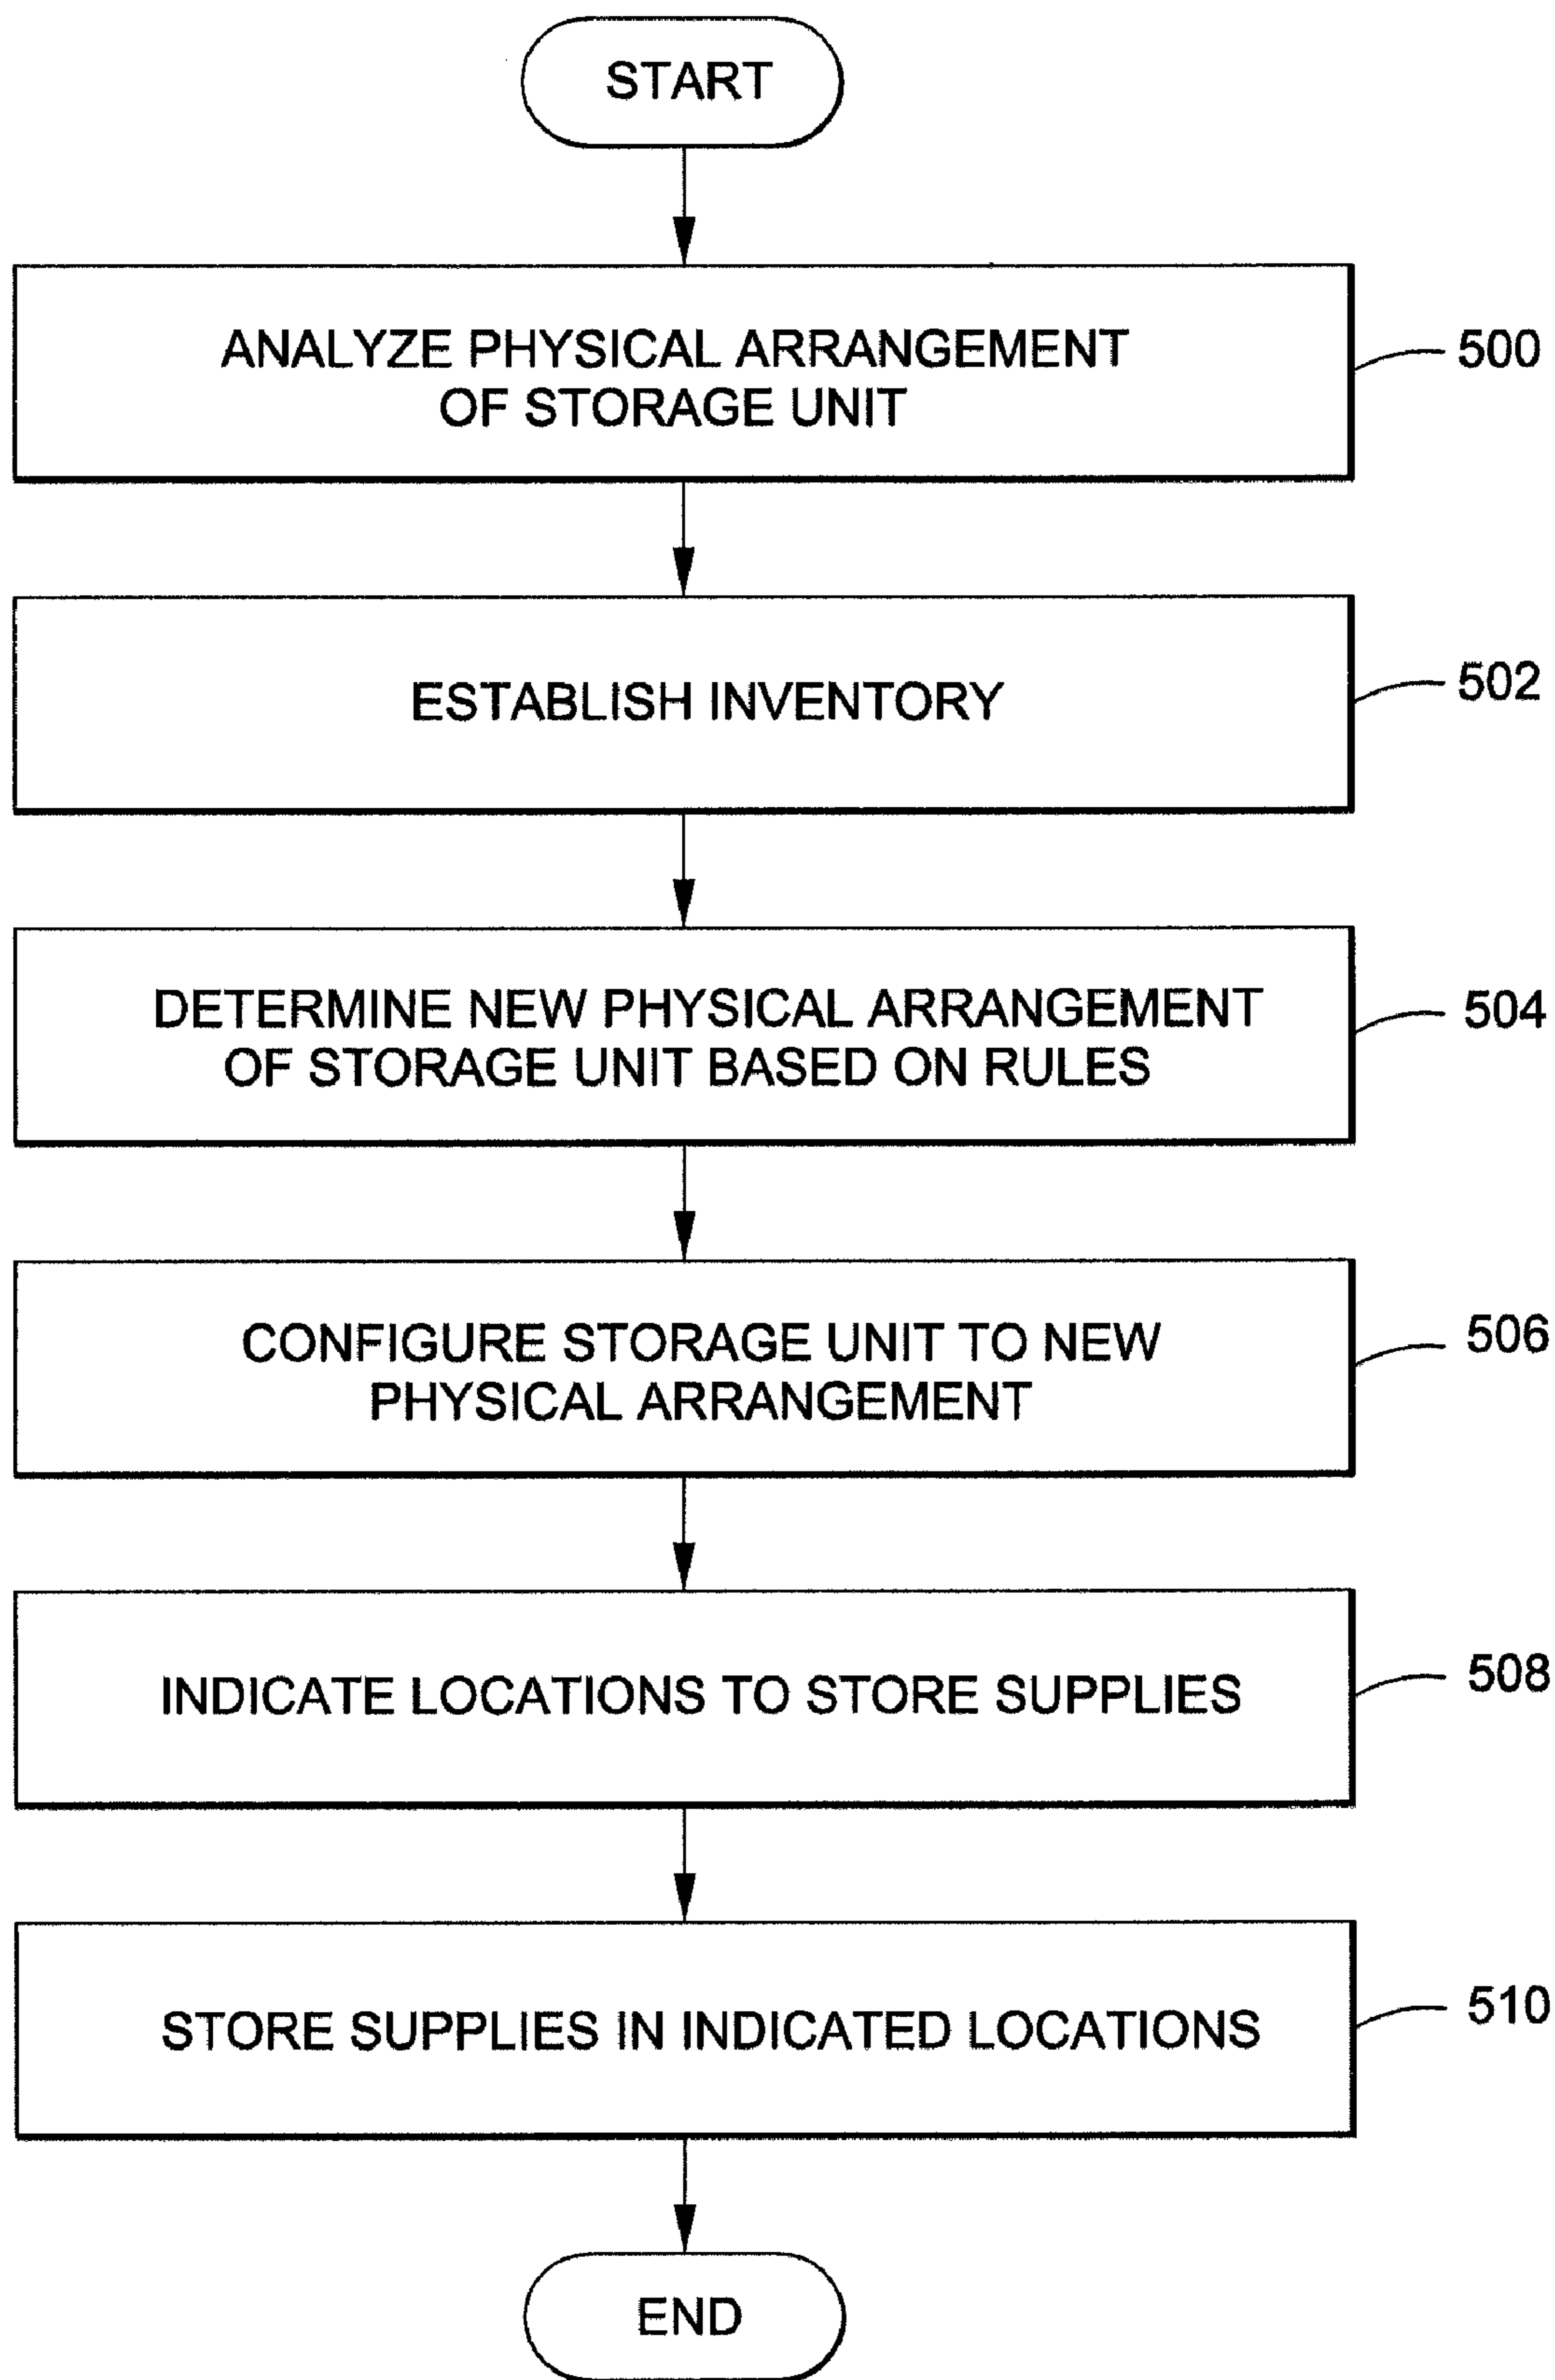 START
ANALYZE PHYSICAL ARRANGEMENT
OF STORAGE UNIT
500
ESTABLISH INVENTORY
502
DETERMINE NEW PHYSICAL ARRANGEMENT
OF STORAGE UNIT BASED ON RULES
504
CONFIGURE STORAGE UNIT TO NEW
PHYSICAL ARRANGEMENT
506
INDICATE LOCATIONS TO STORE SUPPLIES
508
STORE SUPPLIES IN INDICATED LOCATIONS
510
END